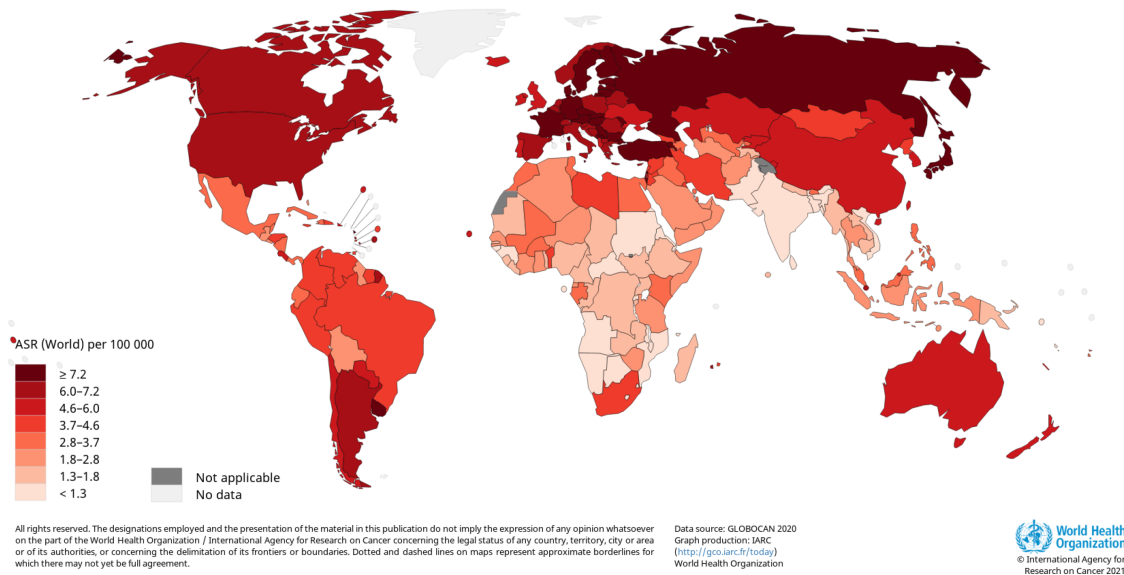 ASR (World) per 100 000
≥ 7.2
6.0–7.2
4.6–6.0
3.7–4.6
2.8–3.7
1.8–2.8
1.3–1.8
< 1.3
Not applicable
No data
All rights reserved. The designations employed and the presentation of the material in this publication do not imply the expression of any opinion whatsoever
on the part of the World Health Organization / International Agency for Research on Cancer concerning the legal status of any country, territory, city or area
or of its authorities, or concerning the delimitation of its frontiers or boundaries. Dotted and dashed lines on maps represent approximate borderlines for
which there may not yet be full agreement.
Data source: GLOBOCAN 2020
Graph production: IARC
(http://gco.iarc.fr/today)
World Health Organization
World Health
Organization
© International Agency for
Research on Cancer 2021